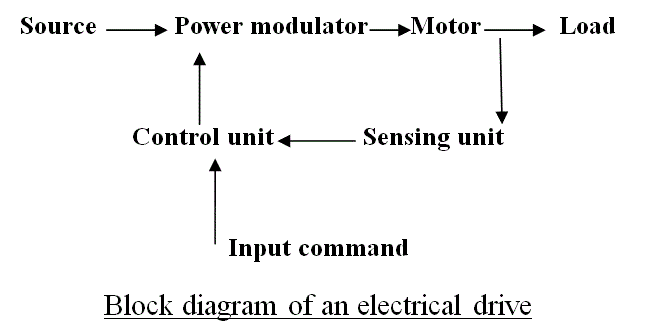 Source Power modulator Motor Load
Control unit Sensing unit
Input command
Block diagram of an electrical drive